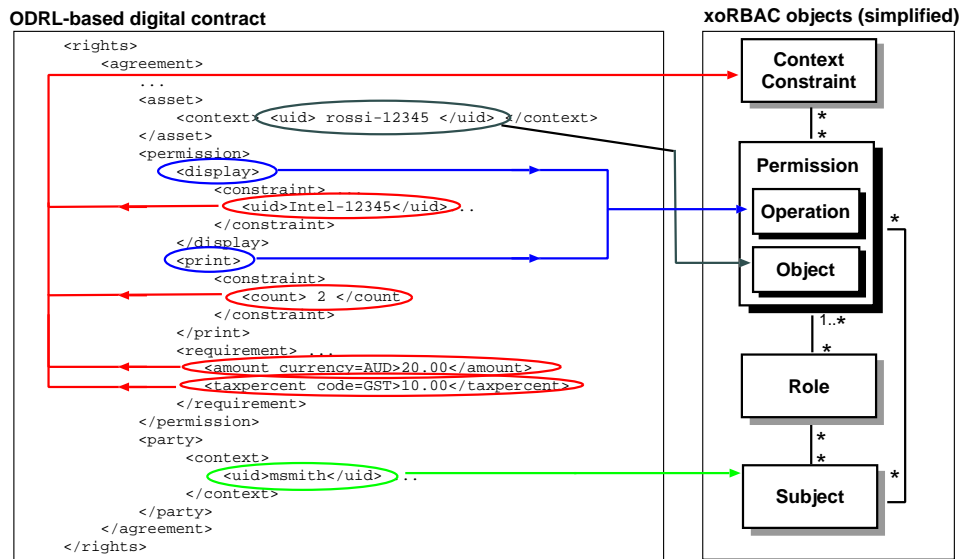 ODRL-based digital contract
<rights>
<agreement>
...
<asset>
<context> <uid> rossi-12345 </uid> </context>
</asset>
<permission>
<display>
<constraint> ...
<uid>Intel-12345</uid> ..
</constraint>
</display>
<print>
<constraint>
<count> 2 </count
</constraint>
</print>
<requirement> ...
<amount currency=AUD>20.00</amount>
<taxpercent code=GST>10.00</taxpercent>
</requirement>
</permission>
<party>
<context>
<uid>msmith</uid> ..
</context>
</party>
</agreement>
</rights>
xoRBAC objects (simplified)
Context
Constraint
*
*
Permission
Operation
Object
*
1..*
*
Role
*
*
*
Subject